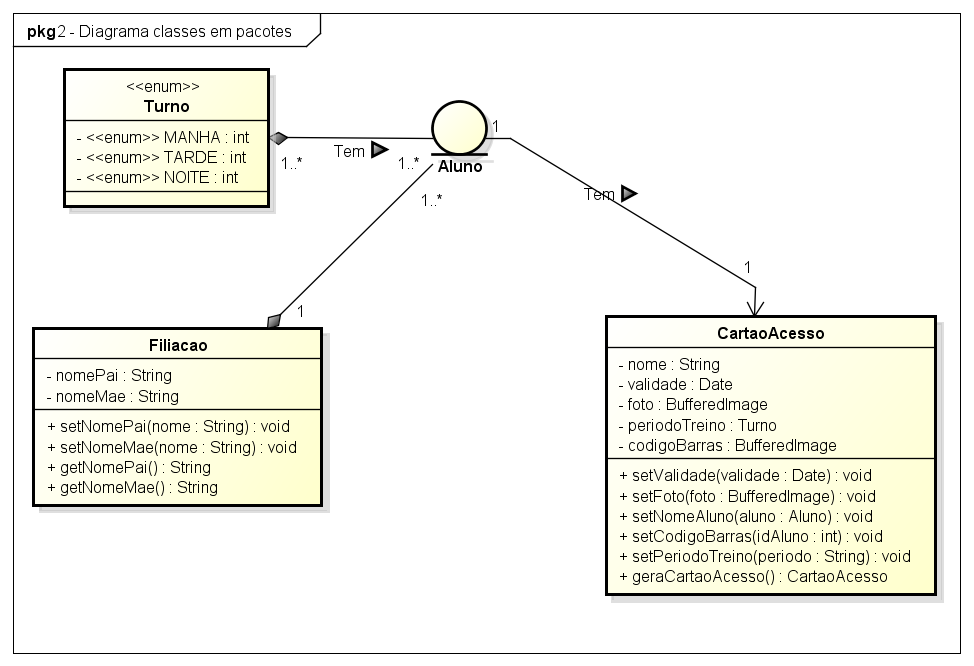 pkg 2 - Diagrama classes em pacotes
<<enum>>
Turno
- <<enum>> MANHA : int
- <<enum>> TARDE : int
- <<enum>> NOITE : int
1..*
Tem
1..*
Aluno
1
1..*
Tem
1
1
Filiacao
- nomePai : String
- nomeMae : String
+ setNomePai(nome : String) : void
+ setNomeMae(nome : String) : void
+ getNomePai() : String
+ getNomeMae() : String
CartaoAcesso
- nome : String
- validade : Date
- foto : BufferedImage
- periodoTreino : Turno
- codigoBarras : BufferedImage
+ setValidade(validade : Date) : void
+ setFoto(foto : BufferedImage) : void
+ setNomeAluno(aluno : Aluno) : void
+ setCodigoBarras(idAluno : int) : void
+ setPeriodoTreino(periodo : String) : void
+ geraCartaoAcesso() : CartaoAcesso